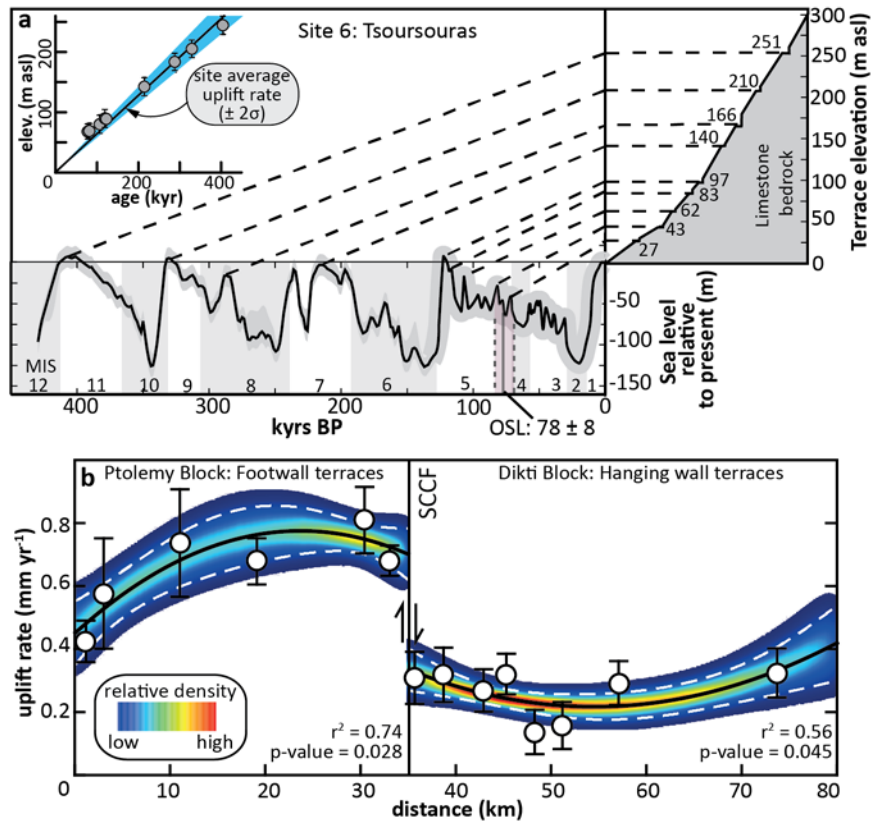 a
Site 6: Tsoursouras
elev. (m asl)
200
100
0
200
400
age (kyr)
site average
uplift rate
(± 2σ)
251
210
166
140
97
83
62
43
27
Limestone
bedrock
300
250
200
150
100
50
0
Terrace elevation (m asl)
-50
-100
-150
Sea level
relative
to present (m)
MIS
12 11 10 9 8 7 6 5 4 3 2 1
400 300 200 100 0
kyrs BP
OSL: 78 ± 8
b
Ptolemy Block: Footwall terraces
SCCF
Dikti Block: Hanging wall terraces
uplift rate (mm yr-1)
0.8
0.6
0.4
0.2
relative density
low high
r² = 0.74
p-value = 0.028
r² = 0.56
p-value = 0.045
0 10 20 30 40 50 60 70 80
distance (km)